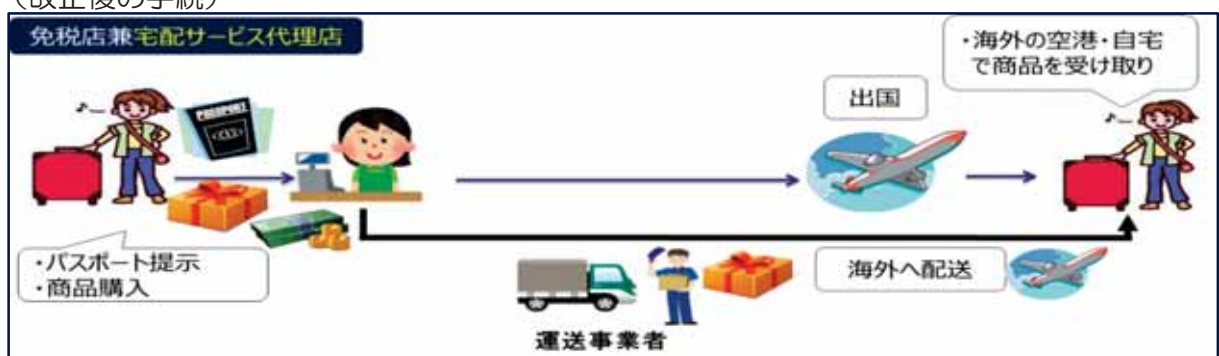 （改正後の手続）
免税店兼宅配サービス代理店
・海外の空港・自宅
で商品を受け取り
出国
PASSPORT
・パスポート提示
・商品購入
海外へ配送
運送事業者